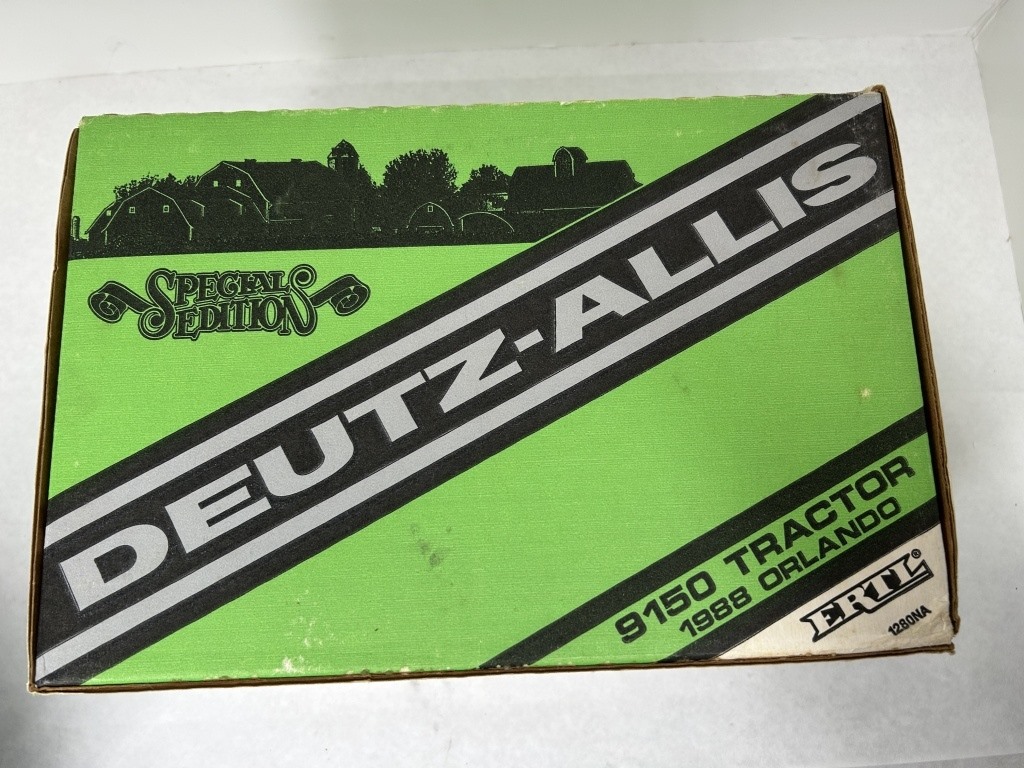 SPECIAL
EDITION
DEUTZ-ALLIS
9150 TRACTOR
1988 ORLANDO
ERTL®
1280NA